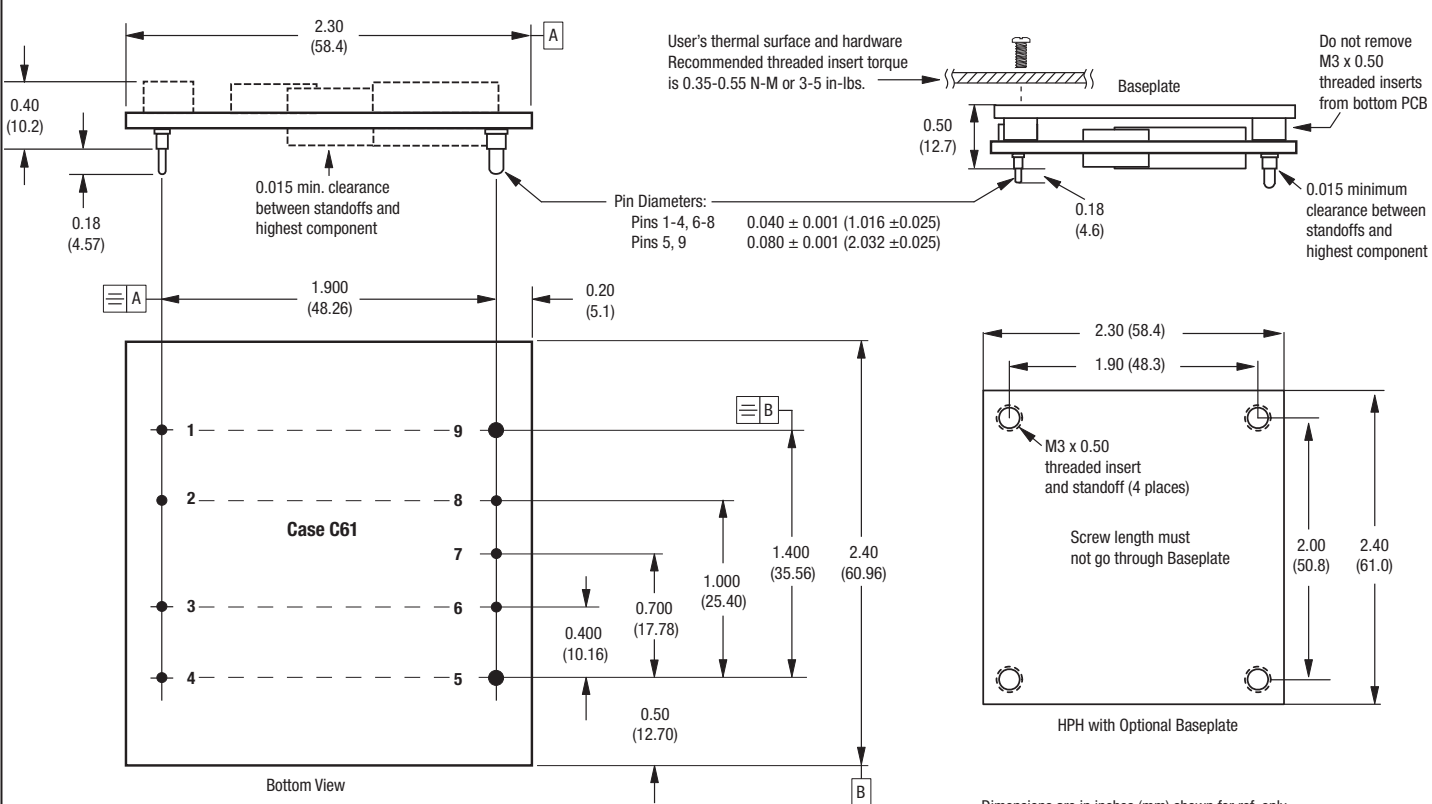 2.30
(58.4)
A
0.40
(10.2)
0.18
(4.57)
0.015 min. clearance
between standoffs and
highest component
User's thermal surface and hardware
Recommended threaded insert torque
is 0.35-0.55 N-M or 3-5 in-lbs.
Baseplate
Do not remove
M3 x 0.50
threaded inserts
from bottom PCB
0.50
(12.7)
0.18
(4.6)
0.015 minimum
clearance between
standoffs and
highest component
Pin Diameters:
Pins 1-4, 6-8 0.040 ± 0.001 (1.016 ±0.025)
Pins 5, 9 0.080 ± 0.001 (2.032 ±0.025)
A
1.900
(48.26)
0.20
(5.1)
B
1 9
2 8
Case C61
7
3 6
4 5
0.400
(10.16)
0.700
(17.78)
1.000
(25.40)
1.400
(35.56)
2.40
(60.96)
0.50
(12.70)
B
Bottom View
2.30 (58.4)
1.90 (48.3)
M3 x 0.50
threaded insert
and standoff (4 places)
Screw length must
not go through Baseplate
2.00
(50.8)
2.40
(61.0)
HPH with Optional Baseplate
Dimensions are in inches (mm) shown for ref. only.